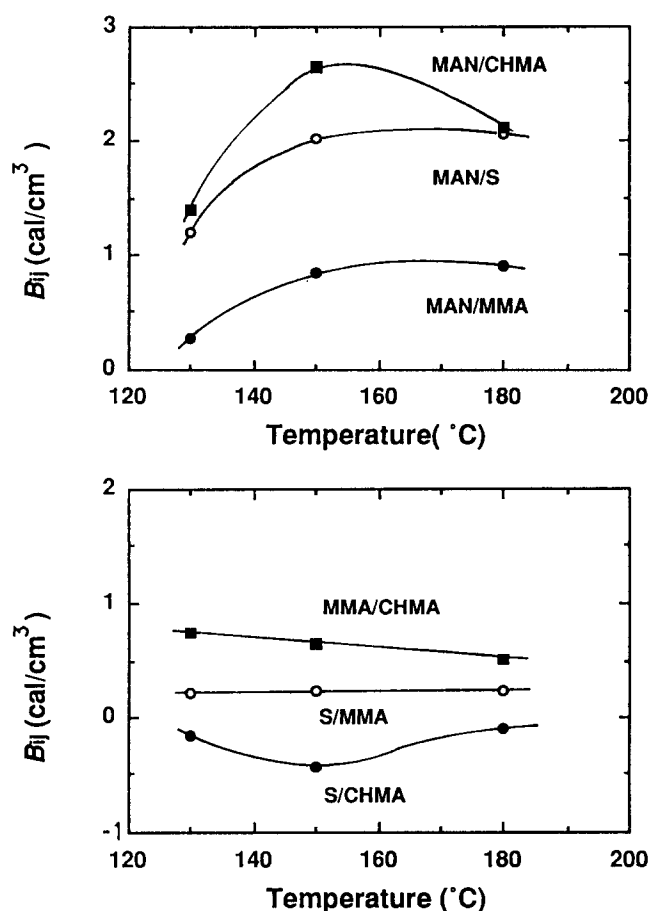 3
MAN/CHMA
2
MAN/S
1
MAN/MMA
0
Bij (cal/cm³)
120 140 160 180 200
Temperature( °C)
2
MMA/CHMA
1
S/MMA
0
S/CHMA
-1
Bij (cal/cm³)
120 140 160 180 200
Temperature (°C)